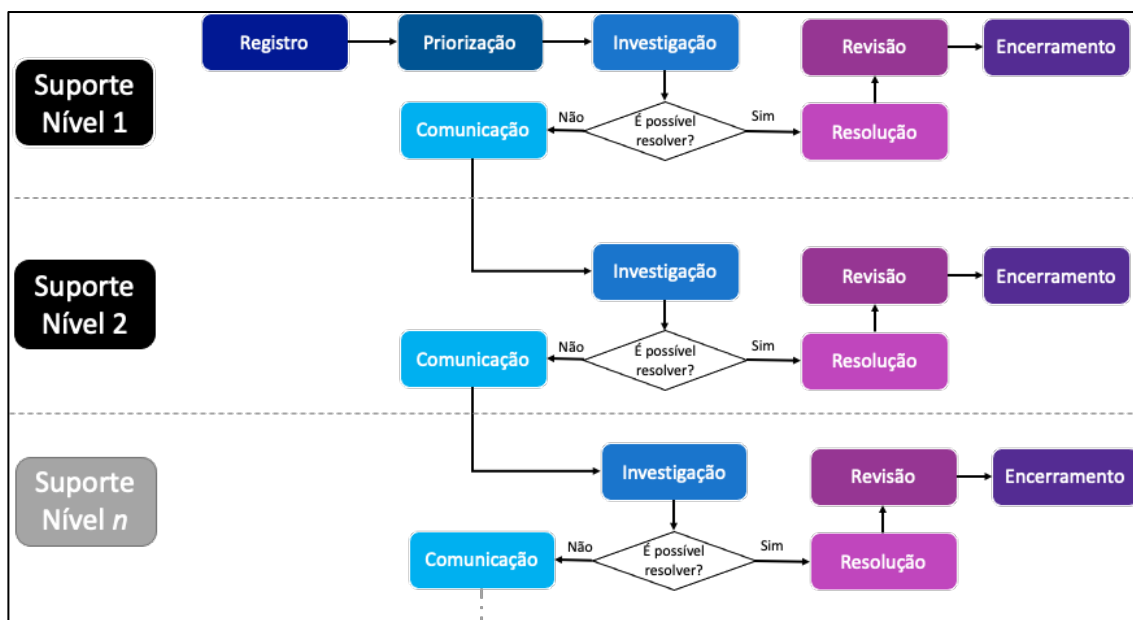 Registro
Priorização
Investigação
Revisão
Encerramento
Suporte
Nível 1
Comunicação
Não
É possível
resolver?
Sim
Resolução
Suporte
Nível 2
Investigação
Revisão
Encerramento
Comunicação
Não
É possível
resolver?
Sim
Resolução
Suporte
Nível n
Investigação
Revisão
Encerramento
Comunicação
Não
É possível
resolver?
Sim
Resolução